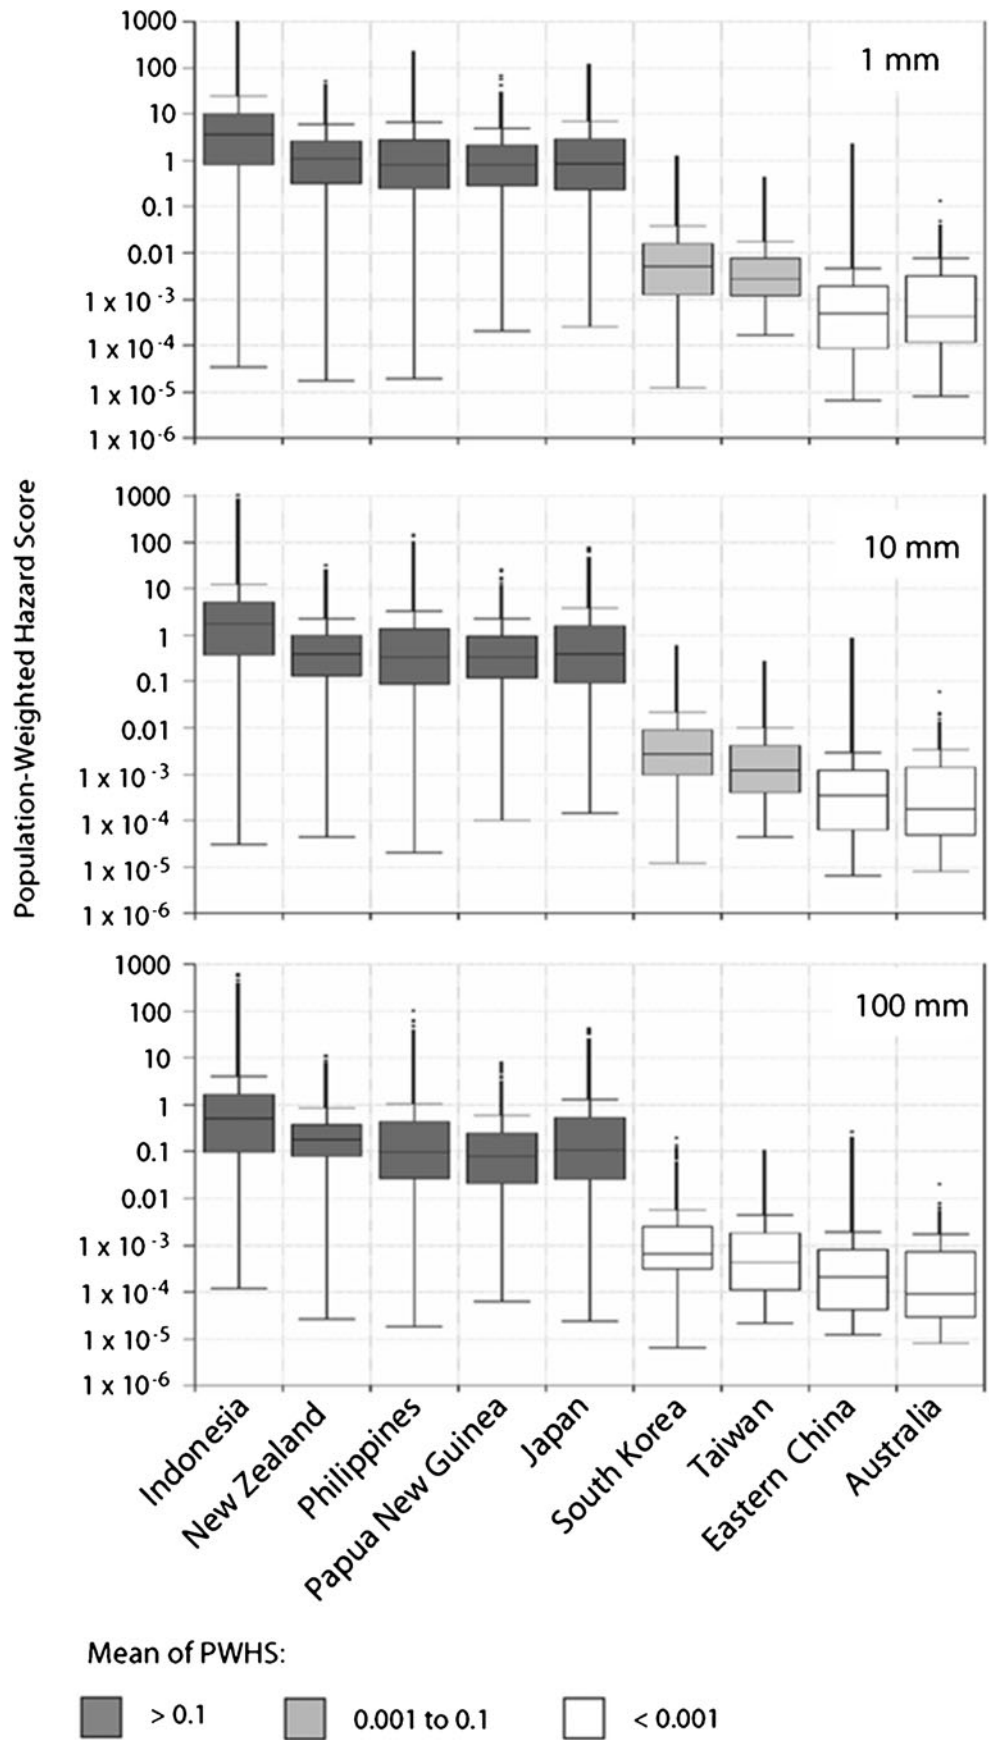 Population-Weighted Hazard Score
1 mm
1000
100
10
1
0.1
0.01
1 x 10⁻³
1 x 10⁻⁴
1 x 10⁻⁵
1 x 10⁻⁶
10 mm
1000
100
10
1
0.1
0.01
1 x 10⁻³
1 x 10⁻⁴
1 x 10⁻⁵
1 x 10⁻⁶
100 mm
1000
100
10
1
0.1
0.01
1 x 10⁻³
1 x 10⁻⁴
1 x 10⁻⁵
1 x 10⁻⁶
Indonesia
New Zealand
Philippines
Papua New Guinea
Japan
South Korea
Taiwan
Eastern China
Australia
Mean of PWHS:
> 0.1
0.001 to 0.1
< 0.001